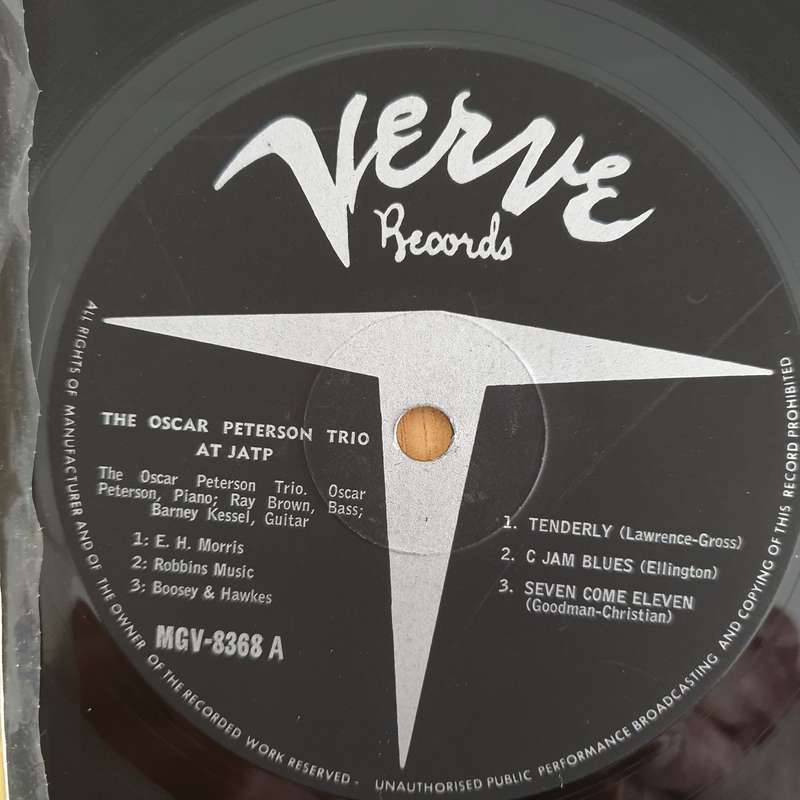 Verve
Records
THE OSCAR PETERSON TRIO
AT JATP
The Oscar Peterson Trio. Oscar
Peterson, Piano; Ray Brown, Bass;
Barney Kessel, Guitar
1: E. H. Morris
2: Robbins Music
3: Boosey & Hawkes
MGV-8368 A
1. TENDERLY (Lawrence-Gross)
2. C JAM BLUES (Ellington)
3. SEVEN COME ELEVEN
(Goodman-Christian)
ALL RIGHTS OF MANUFACTURER AND OF THE OWNER OF THE RECORDED WORK RESERVED - UNAUTHORISED PUBLIC PERFORMANCE BROADCASTING AND COPYING OF THIS RECORD PROHIBITED